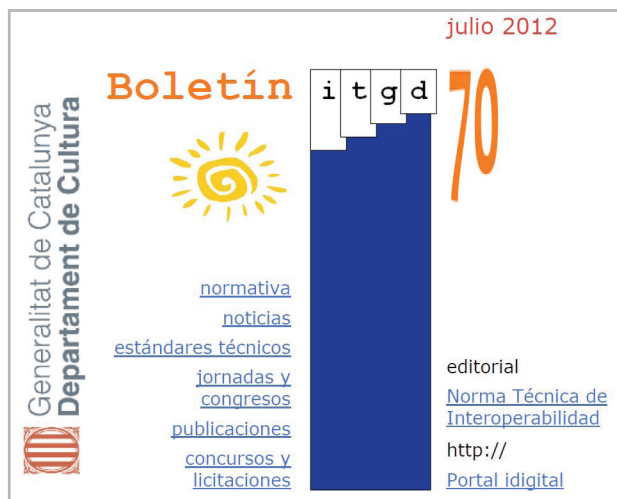 julio 2012
Boletín
i t g d
70
Generalitat de Catalunya
Departament de Cultura
normativa
noticias
estándares técnicos
jornadas y
congresos
publicaciones
concursos y
licitaciones
editorial
Norma Técnica de
Interoperabilidad
http://
Portal idigital